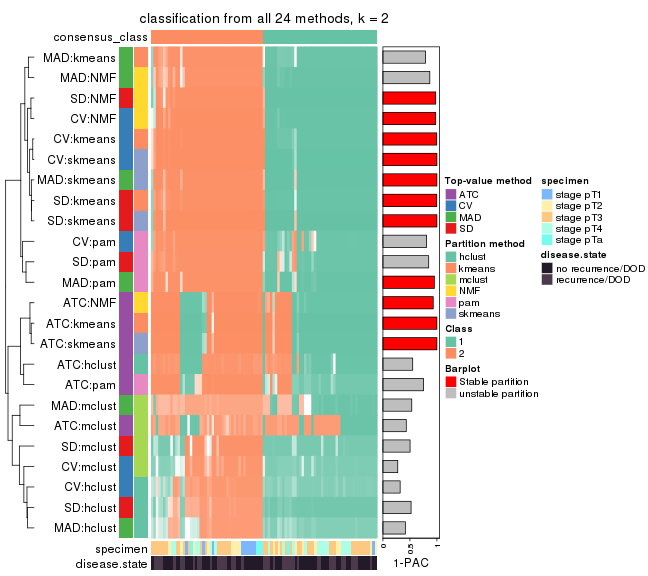 classification from all 24 methods, k = 2
consensus_class
MAD:kmeans
MAD:NMF
SD:NMF
CV:NMF
CV:kmeans
CV:skmeans
MAD:skmeans
SD:kmeans
SD:skmeans
CV:pam
SD:pam
MAD:pam
ATC:NMF
ATC:kmeans
ATC:skmeans
ATC:hclust
ATC:pam
MAD:mclust
ATC:mclust
SD:mclust
CV:mclust
CV:hclust
SD:hclust
MAD:hclust
specimen
disease.state
0
0.5
1
1-PAC
Top-value method
ATC
CV
MAD
SD
Partition method
hclust
kmeans
mclust
NMF
pam
skmeans
Class
1
2
Barplot
Stable partition
unstable partition
specimen
stage pT1
stage pT2
stage pT3
stage pT4
stage pTa
disease.state
no recurrence/DOD
recurrence/DOD